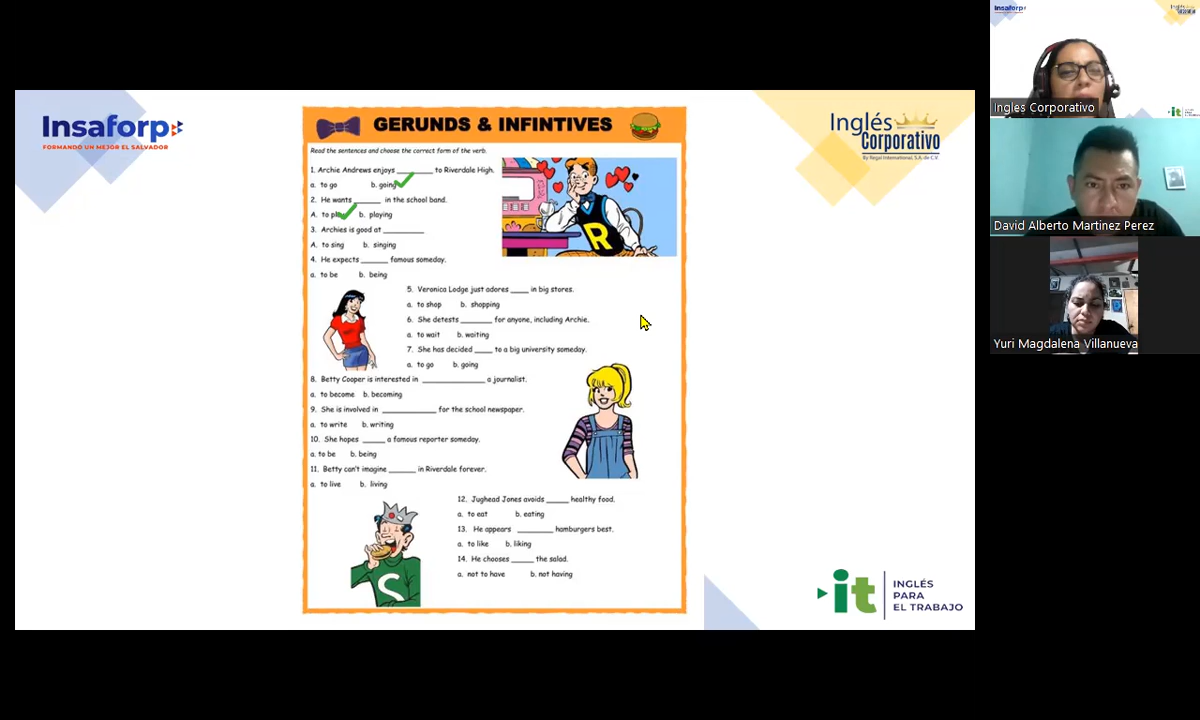 Insaforp
FORMANDO UN MEJOR EL SALVADOR
Inglés
Corporativo
By Regal International, S.A. de C.V.
GERUNDS & INFINTIVES
Read the sentences and choose the correct form of the verb.
1. Archie Andrews enjoys ________ to Riverdale High.
a. to go b. going
2. He wants ______ in the school band.
A. to pl b. playing
3. Archies is good at _________
A. to sing b. singing
4. He expects ______ famous someday.
a. to be b. being
5. Veronica Lodge just adores ____ in big stores.
a. to shop b. shopping
6. She detests _______ for anyone, including Archie.
a. to wait b. waiting
7. She has decided ____ to a big university someday.
a. to go b. going
8. Betty Cooper is interested in ______________ a journalist.
a. to become b. becoming
9. She is involved in ____________ for the school newspaper.
a. to write b. writing
10. She hopes _____ a famous reporter someday.
a. to be b. being
11. Betty can't imagine ______ in Riverdale forever.
a. to live b. living
12. Jughead Jones avoids _____ healthy food.
a. to eat b. eating
13. He appears ________ hamburgers best.
a. to like b. liking
14. He chooses _____ the salad.
a. not to have b. not having
R
S
it
INGLÉS
PARA
EL TRABAJO
Insaforp
Ingles Corporativo
David Alberto Martinez Perez
Yuri Magdalena Villanueva